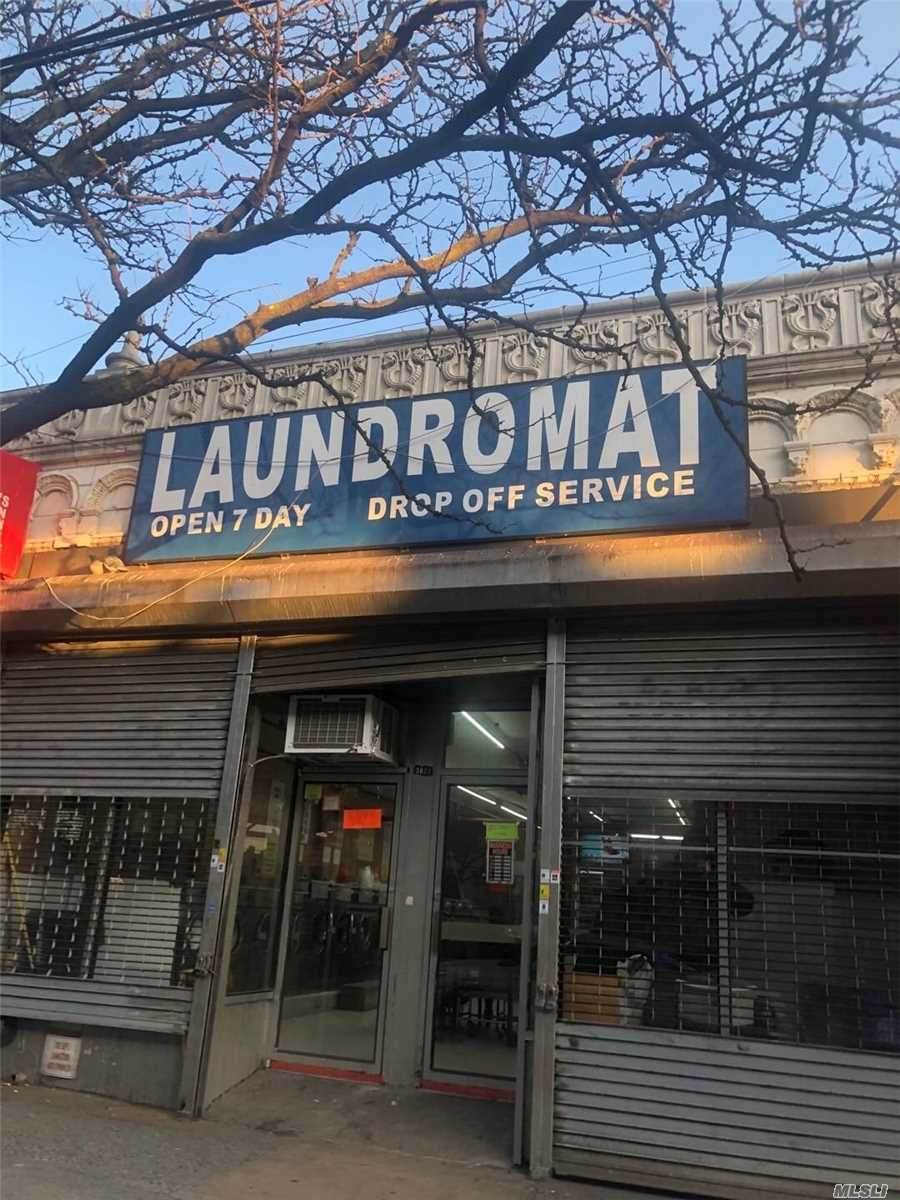 LAUNDROMAT
OPEN 7 DAY DROP OFF SERVICE
MLSLI